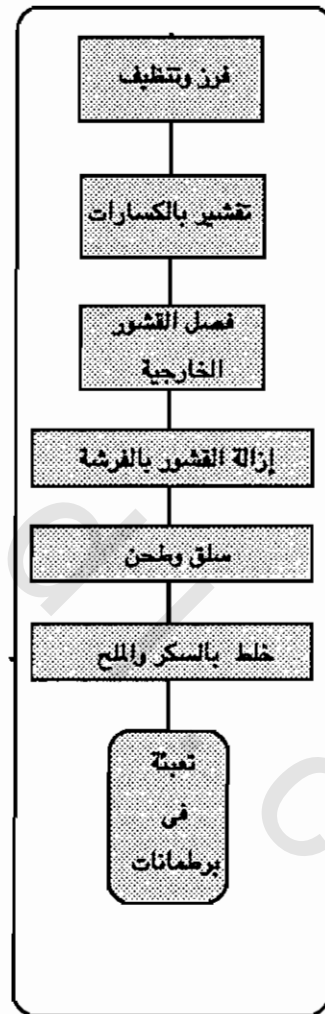 فرز وتنظيف
تقشير بالكسارات
فصل القشور
الخارجية
إزالة القشور بالفرشة
سلق وطحن
خلط بالسكر والملح
تعبئة
فى
برطمانات